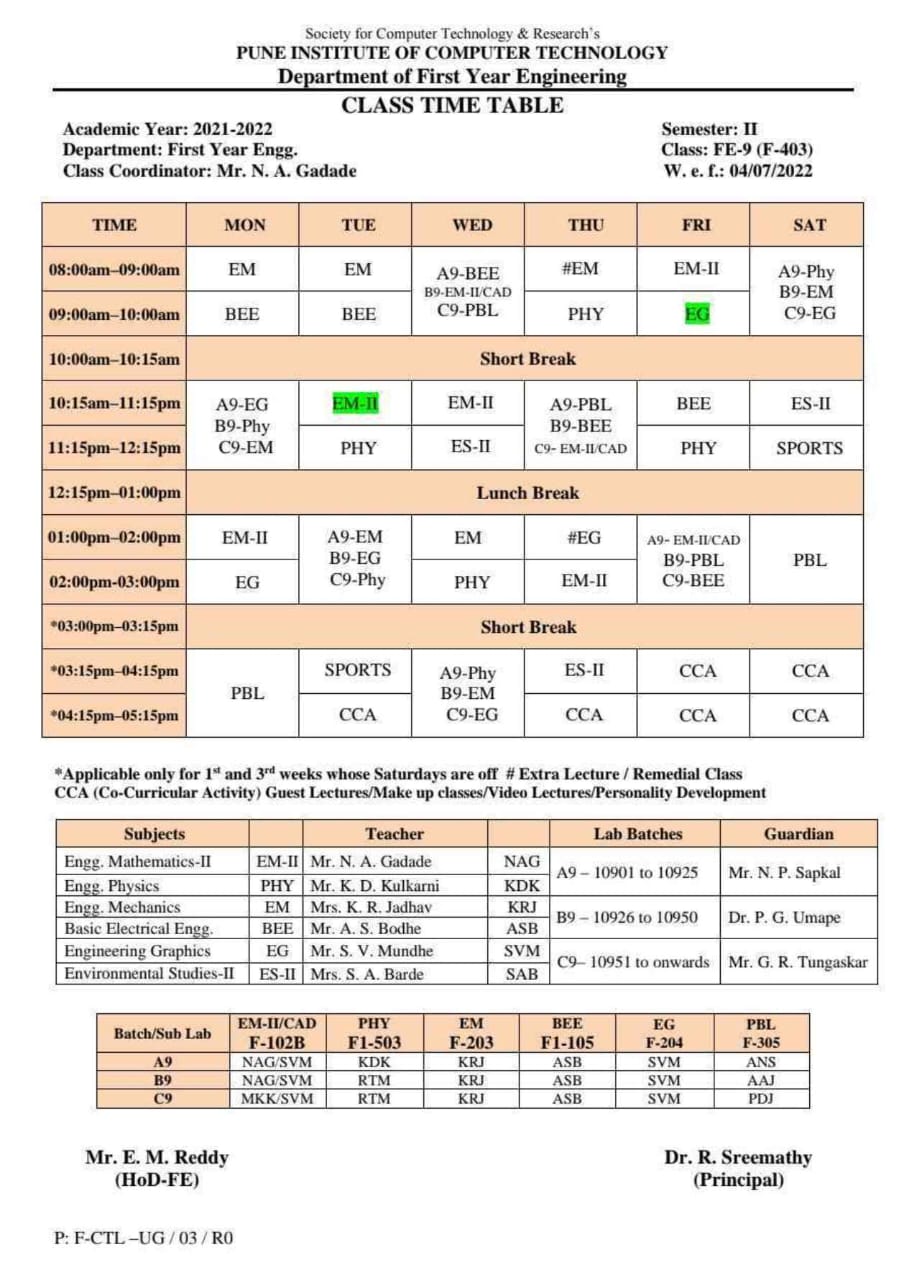 Society for Computer Technology & Research's
PUNE INSTITUTE OF COMPUTER TECHNOLOGY
Department of First Year Engineering
CLASS TIME TABLE
Academic Year: 2021-2022 Semester: II
Department: First Year Engg. Class: FE-9 (F-403)
Class Coordinator: Mr. N. A. Gadade W. e. f.: 04/07/2022
TIME MON TUE WED THU FRI SAT
08:00am–09:00am EM EM A9-BEE B9-EM-II/CAD C9-PBL #EM EM-II A9-Phy B9-EM C9-EG
09:00am–10:00am BEE BEE PHY EG
10:00am–10:15am Short Break
10:15am–11:15pm A9-EG B9-Phy C9-EM EM-II EM-II A9-PBL B9-BEE C9- EM-II/CAD BEE ES-II
11:15pm–12:15pm PHY ES-II PHY SPORTS
12:15pm–01:00pm Lunch Break
01:00pm–02:00pm EM-II A9-EM B9-EG C9-Phy EM #EG A9- EM-II/CAD B9-PBL C9-BEE PBL
02:00pm-03:00pm EG PHY EM-II
*03:00pm–03:15pm Short Break
*03:15pm–04:15pm PBL SPORTS A9-Phy B9-EM C9-EG ES-II CCA CCA
*04:15pm–05:15pm CCA CCA CCA CCA
*Applicable only for 1st and 3rd weeks whose Saturdays are off # Extra Lecture / Remedial Class
CCA (Co-Curricular Activity) Guest Lectures/Make up classes/Video Lectures/Personality Development
Subjects Teacher Lab Batches Guardian
Engg. Mathematics-II EM-II Mr. N. A. Gadade NAG A9 – 10901 to 10925 Mr. N. P. Sapkal
Engg. Physics PHY Mr. K. D. Kulkarni KDK
Engg. Mechanics EM Mrs. K. R. Jadhav KRJ B9 – 10926 to 10950 Dr. P. G. Umape
Basic Electrical Engg. BEE Mr. A. S. Bodhe ASB
Engineering Graphics EG Mr. S. V. Mundhe SVM C9– 10951 to onwards Mr. G. R. Tungaskar
Environmental Studies-II ES-II Mrs. S. A. Barde SAB
Batch/Sub Lab EM-II/CAD F-102B PHY F1-503 EM F-203 BEE F1-105 EG F-204 PBL F-305
A9 NAG/SVM KDK KRJ ASB SVM ANS
B9 NAG/SVM RTM KRJ ASB SVM AAJ
C9 MKK/SVM RTM KRJ ASB SVM PDJ
Mr. E. M. Reddy Dr. R. Sreemathy
(HoD-FE) (Principal)
P: F-CTL –UG / 03 / R0